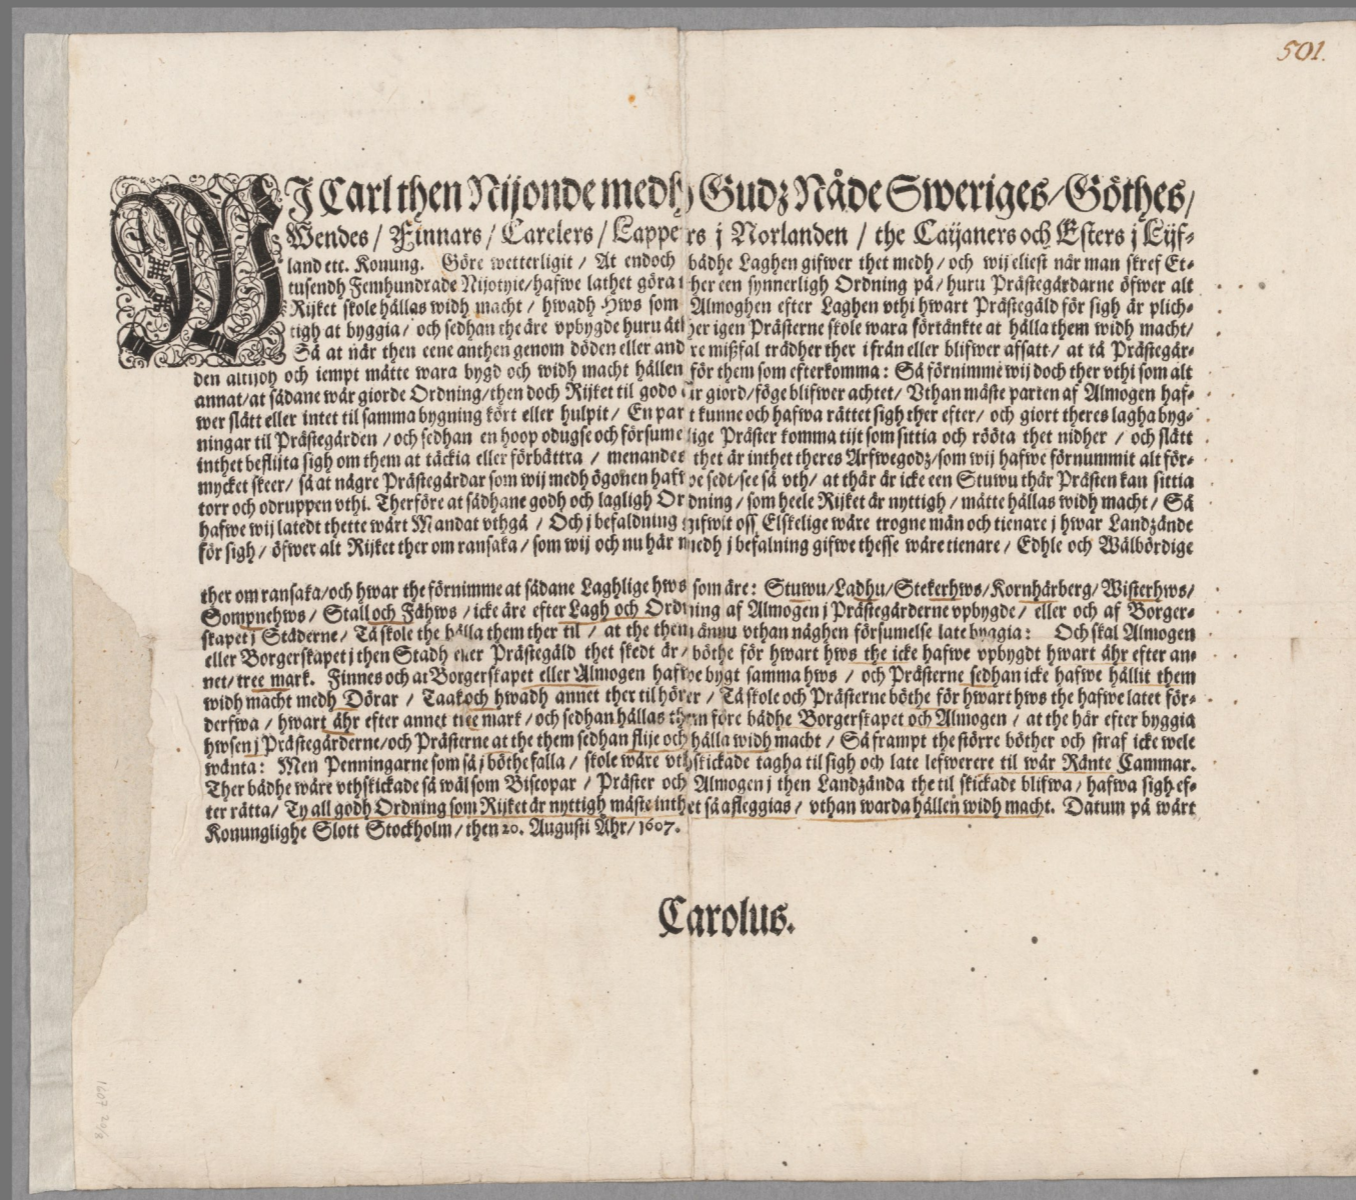 501.
WJ Carl then Nijonde medh Gudz Nåde Sweriges/Göthes/
Wendes/Finnars/Carelers/Lappers j Norlanden/the Caijaners och Esters j Lijf-
land ett. Konung. Göre wetterligit/At endoch bådhe Laghen gifwer thet medh/och wij eliest när man skref Et-
tusendh Femhundrade Nijotyie/hafwe lathet göra ther een synnerligh Ordning på/huru Prästegårdarne öfwer alt
Rijket skole hållas widh macht/hwadh Hws som Almoghen efter Laghen vthi hwart Prästegäld för sigh är plich-
tigh at byggia/och sedhan the äre vpbygde huru åther igen Prästerne skole wara förtänkte at hålla them widh macht/
Så at när then eene anthen genom döden eller andre mißfal trädher ther ifrån eller blifwer afsatt/at tå Prästegår-
den altijdh och iempt måtte wara bygd och widh macht hållen för them som efterkomma: Så förnimme wij doch ther vthi som alt
annat/at sådane wår giorde Ordning/then doch Rijket til godo är giord/föge blifwer achtet/Vthan mäste parten af Almogen haf-
wer slätt eller intet til samma bygning kört eller hulpit/En part kunne och hafwa rättet sigh ther efter/och giort theres lagha byg-
ningar til Prästegården/och sedhan en hoop odugse och försumelige Präster komma tijt som sittia och rööta thet nidher/och slätt
inthet beflijta sigh om them at täckia eller förbättra/menandes thet är inthet theres Arfwegodz/som wij hafwe förnummit alt för-
mycket skeer/så at någre Prästegårdar som wij medh ögonen hafwe sedt/see så vth/at thär är icke een Stuwu thär Prästen kan sittia
torr och odruppen vthi. Therföre at sådhane godh och lagligh Ordning/som heele Rijket är nyttigh/måtte hållas widh macht/Så
hafwe wij latedt thette wårt Mandat vthgå/Och j befaldning gifwit oss Elskelige wåre trogne män och tienare j hwar Landzände
för sigh/öfwer alt Rijket ther om ransaka/som wij och nu här medh j befalning gifwe thesse wåre tienare/Edhle och Wälbördige
ther om ransaka/och hwar the förnimme at sådane Laghlige hws som äre: Stuwu/Ladhu/Stekerhws/Kornhärberg/Wisterhws/
Sompnehws/Stall och Fähws/icke äre efter Lagh och Ordning af Almogen j Prästegårderne vpbygde/eller och af Borger-
skapet j Städerne/Tå skole the hålla them ther til/at the them ännu vthan någhen försumelse late byggia: Och skal Almogen
eller Borgerskapet j then Stadh eller Prästegäld thet skedt är/böthe för hwart hws the icke hafwe vpbygdt hwart åhr efter an-
net/tree mark. Finnes och at Borgerskapet eller Almogen hafwe bygt samma hws/och Prästerne sedhan icke hafwe hållit them
widh macht medh Dörar/Taak och hwadh annet ther til hörer/Tå skole och Prästerne böthe för hwart hws the hafwe latet för-
derfwa/hwart åhr efter annet tree mark/och sedhan hållas them före bådhe Borgerskapet och Almogen/at the här efter byggia
hwsen j Prästegårderne/och Prästerne at the them sedhan flije och hålla widh macht/Så frampt the större böther och straf icke wele
wänta: Men Penningarne som så j böthe falla/skole wåre vthskickade tagha til sigh och late lefwerere til wår Ränte Cammar.
Ther bådhe wåre vthskickade så wäl som Biscopar/Präster och Almogen j then Landzända the til skickade blifwa/hafwa sigh ef-
ter rätta/Ty all godh Ordning som Rijket är nyttigh måste inthet så afleggias/vthan warda hållen widh macht. Datum på wårt
Konunglighe Slott Stockholm/then 20. Augusti Åhr/1607.
Carolus.
1607 20/8